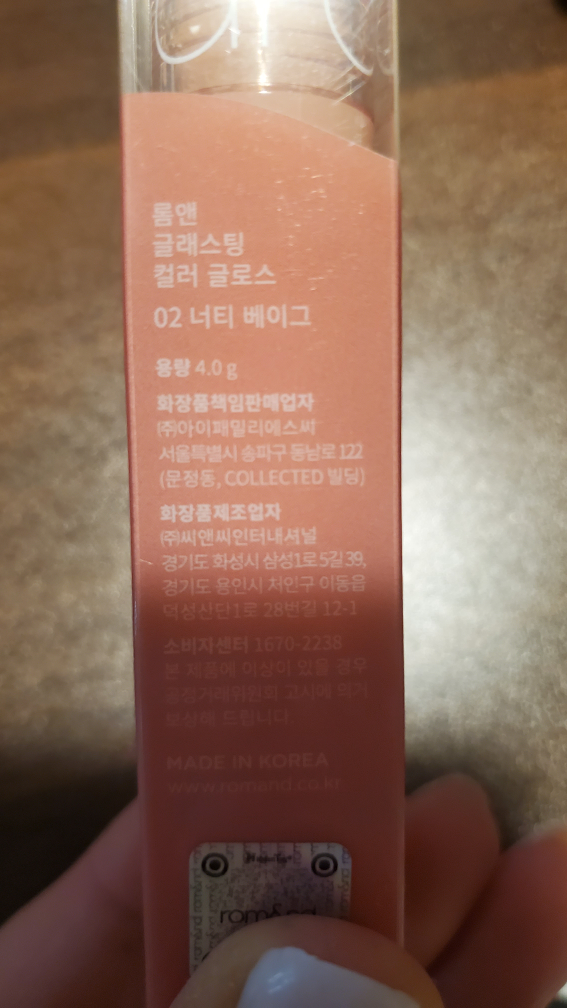 롬앤
글래스팅
컬러 글로스
02 너티 베이그
용량 4.0 g
화장품책임판매업자
㈜아이패밀리에스씨
서울특별시 송파구 동남로 122
(문정동, COLLECTED 빌딩)
화장품제조업자
㈜씨앤씨인터내셔널
경기도 화성시 삼성1로 5길 39,
경기도 용인시 처인구 이동읍
덕성산단1로 28번길 12-1
소비자센터 1670-2238
본 제품에 이상이 있을 경우
공정거래위원회 고시에 의거
보상해 드립니다.
MADE IN KOREA
www.romand.co.kr
rom&nd